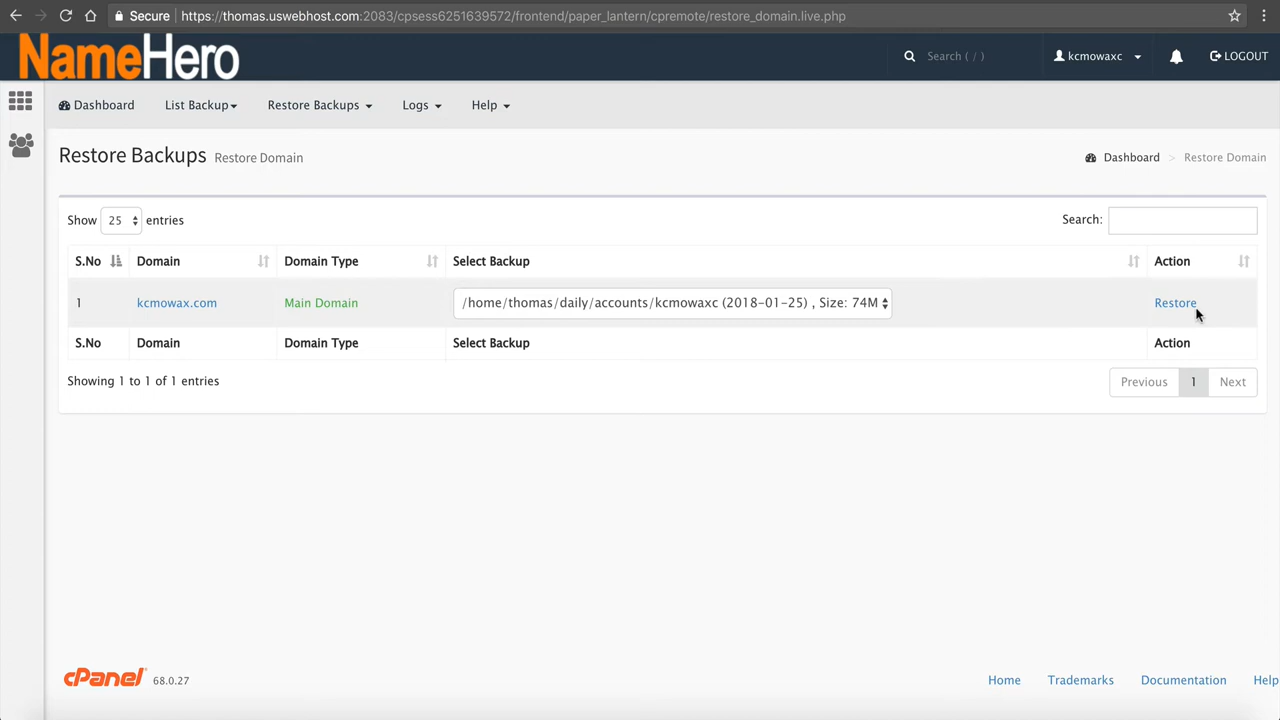 Secure https://thomas.uswebhost.com:2083/cpsess6251639572/frontend/paper_lantern/cpremote/restore_domain.live.php
NameHero
Search ( / )
kcmowaxc
LOGOUT
Dashboard List Backup Restore Backups Logs Help
Restore Backups Restore Domain
Dashboard > Restore Domain
Show 25 entries
Search:
S.No Domain Domain Type Select Backup Action
1 kcmowax.com Main Domain /home/thomas/daily/accounts/kcmowaxc (2018-01-25) , Size: 74M Restore
S.No Domain Domain Type Select Backup Action
Showing 1 to 1 of 1 entries
Previous 1 Next
cPanel 68.0.27
Home Trademarks Documentation Help